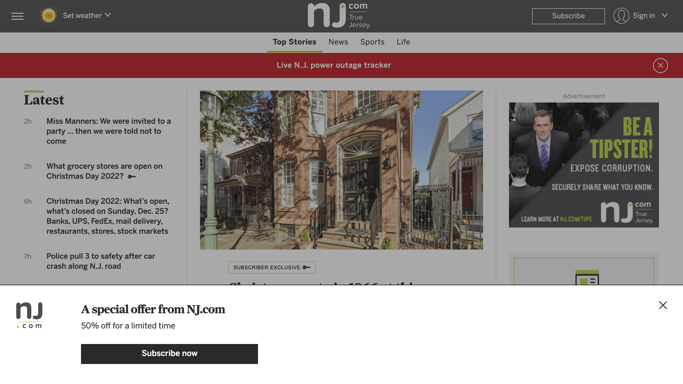 Set weather
nj.com
True
Jersey.
Subscribe
Sign in
Top Stories
News
Sports
Life
Live N.J. power outage tracker
Latest
2h
Miss Manners: We were invited to a
party ... then we were told not to
come
2h
What grocery stores are open on
Christmas Day 2022?
6h
Christmas Day 2022: What's open,
what's closed on Sunday, Dec. 25?
Banks, UPS, FedEx, mail delivery,
restaurants, stores, stock markets
7h
Police pull 3 to safety after car
crash along N.J. road
SUBSCRIBER EXCLUSIVE
Advertisement
BE A
TIPSTER!
EXPOSE CORRUPTION.
SECURELY SHARE WHAT YOU KNOW.
LEARN MORE AT NJ.COM/TIPS
nj.com
True
Jersey.
nj
.com
A special offer from NJ.com
50% off for a limited time
Subscribe now